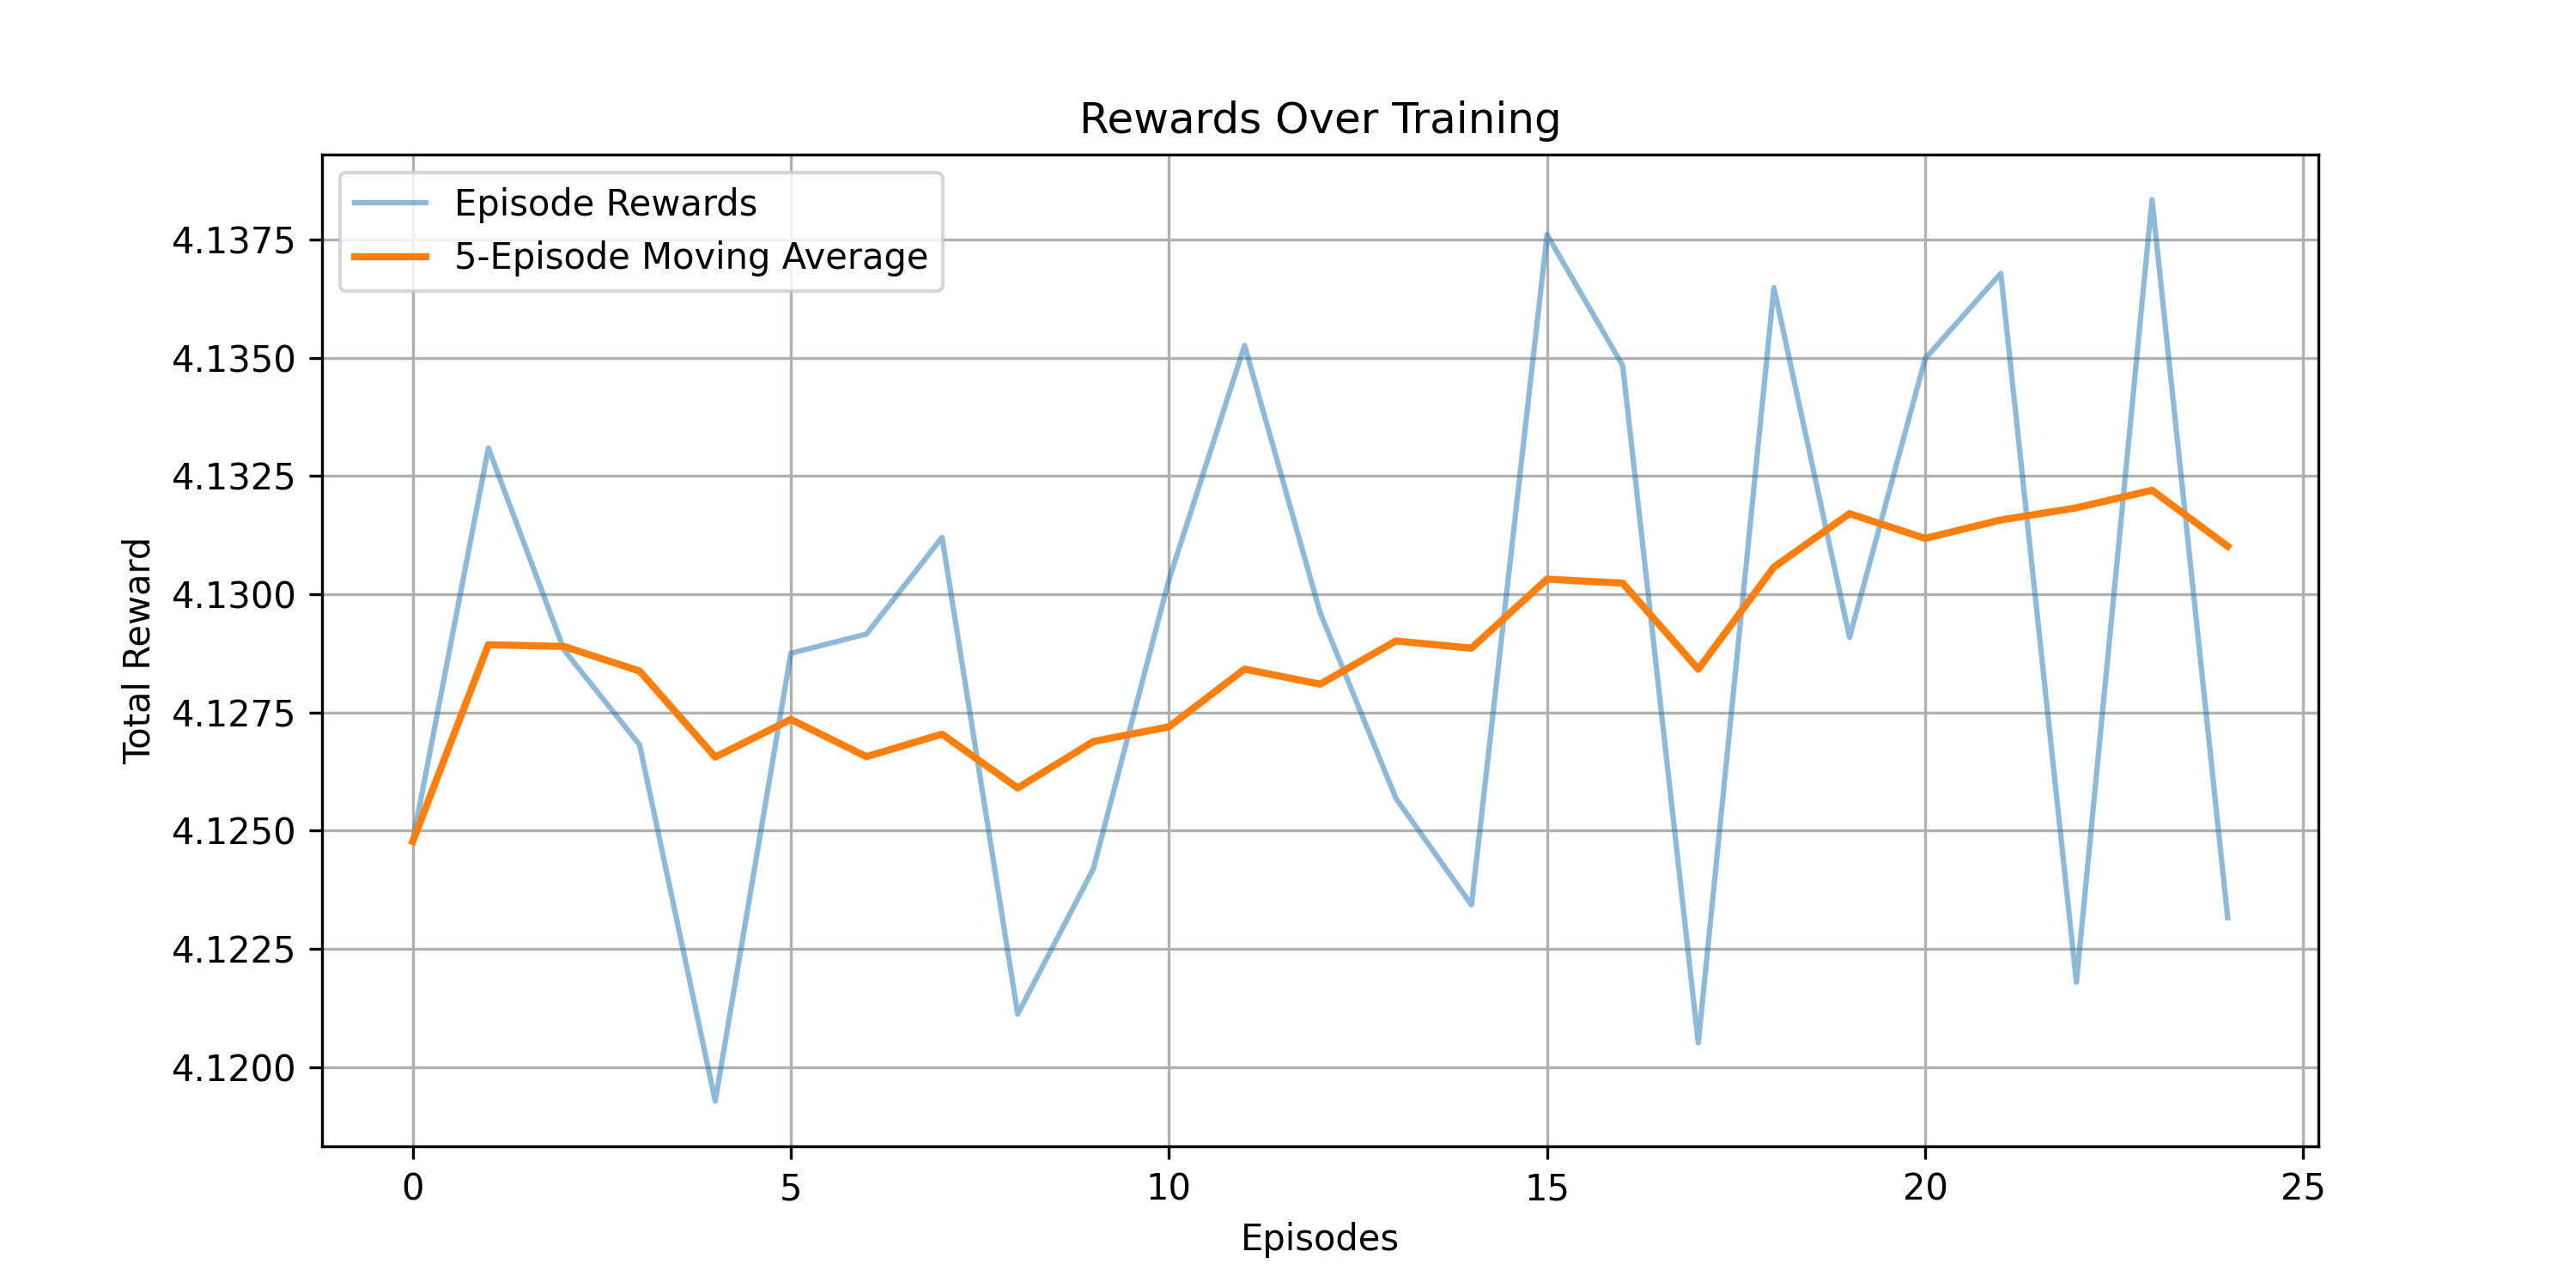 Rewards Over Training
Episode Rewards
5-Episode Moving Average
4.1375
4.1350
4.1325
4.1300
4.1275
4.1250
4.1225
4.1200
Total Reward
0 5 10 15 20 25
Episodes